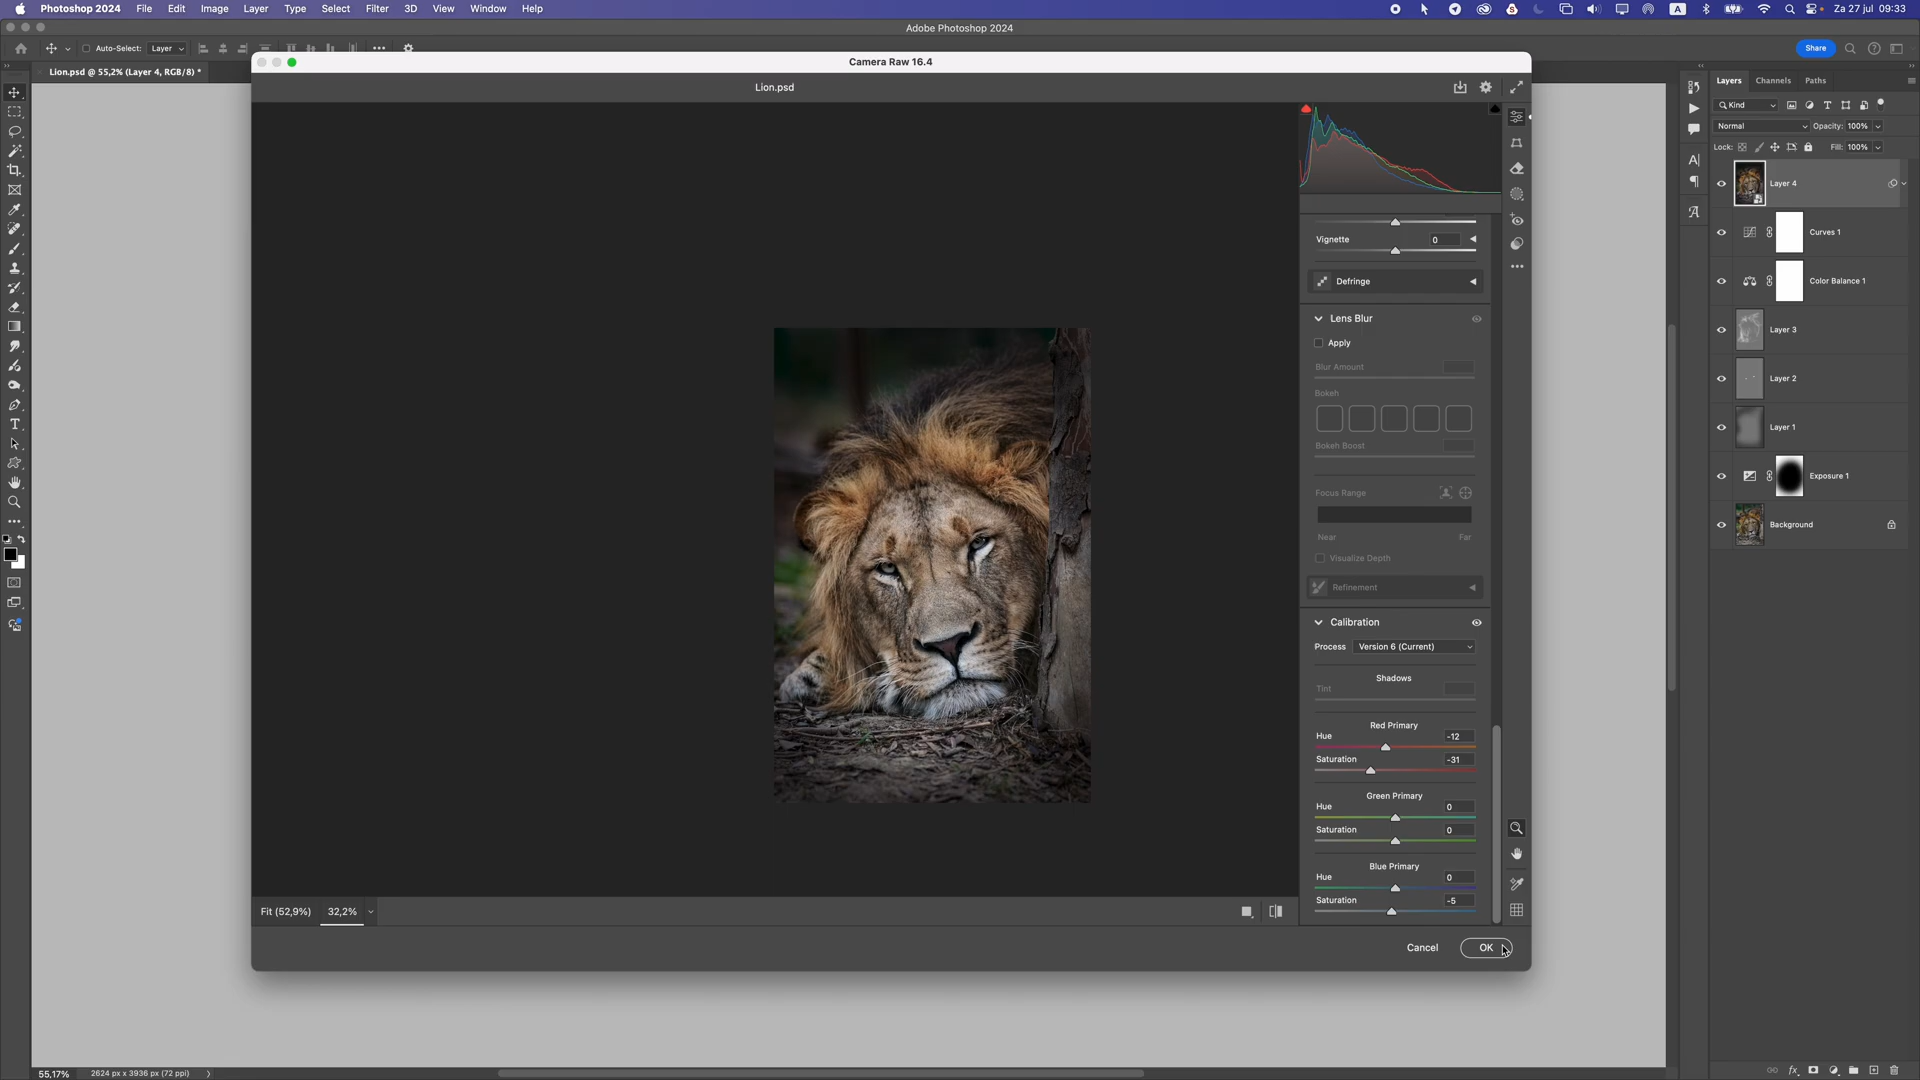 Photoshop 2024 File Edit Image Layer Type Select Filter 3D View Window Help
A Za 27 jul 09:33
Adobe Photoshop 2024
Auto-Select: Layer Share
Lion.psd @ 55,2% (Layer 4, RGB/8) *
Camera Raw 16.4
Lion.psd
Vignette 0
Defringe
Lens Blur
Apply
Blur Amount
Bokeh
Bokeh Boost
Focus Range
Near Far
Visualize Depth
Refinement
Calibration
Process Version 6 (Current)
Shadows
Tint
Red Primary
Hue -12
Saturation -31
Green Primary
Hue 0
Saturation 0
Blue Primary
Hue 0
Saturation -5
Fit (52,9%) 32,2%
Cancel OK
Layers Channels Paths
Kind
Normal Opacity: 100%
Lock: Fill: 100%
Layer 4
Curves 1
Color Balance 1
Layer 3
Layer 2
Layer 1
Exposure 1
Background
55,17% 2624 px x 3936 px (72 ppi)